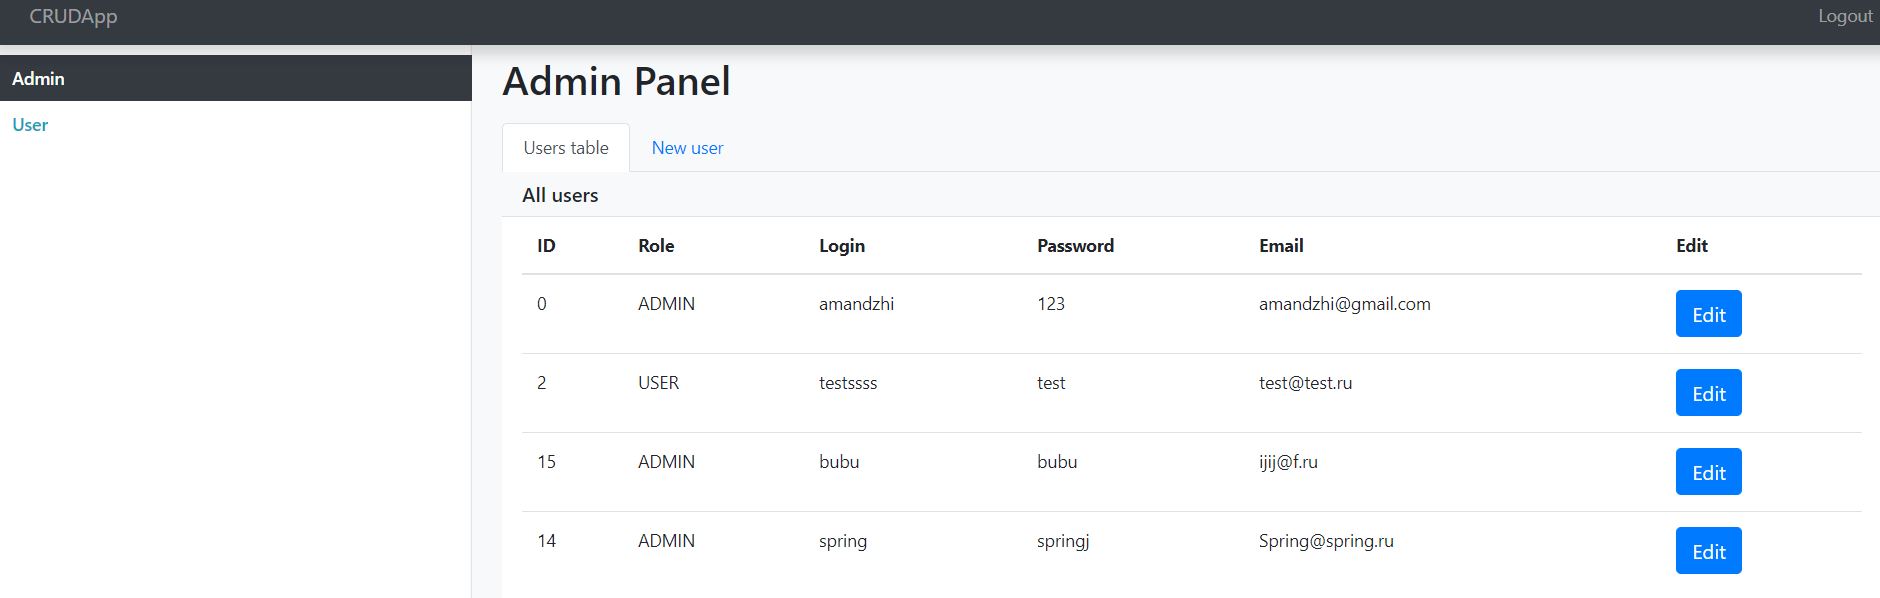 CRUDApp Logout
Admin
User
Admin Panel
Users table New user
All users
ID Role Login Password Email Edit
0 ADMIN amandzhi 123 amandzhi@gmail.com Edit
2 USER testssss test test@test.ru Edit
15 ADMIN bubu bubu ijij@f.ru Edit
14 ADMIN spring springj Spring@spring.ru Edit